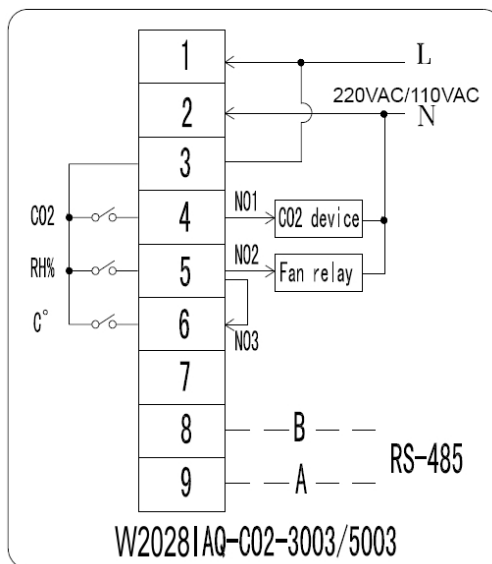 1
L
220VAC/110VAC
2
N
3
CO2
4
NO1
CO2 device
RH%
5
NO2
Fan relay
C°
6
NO3
7
8
B
RS-485
9
A
W2028IAQ-CO2-3003/5003